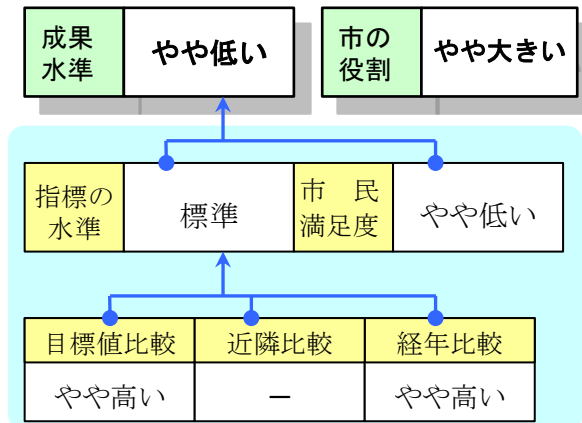 成果
水準
やや低い
市の
役割
やや大きい
指標の
水準
標準
市　民
満足度
やや低い
目標値比較
近隣比較
経年比較
やや高い
－
やや高い